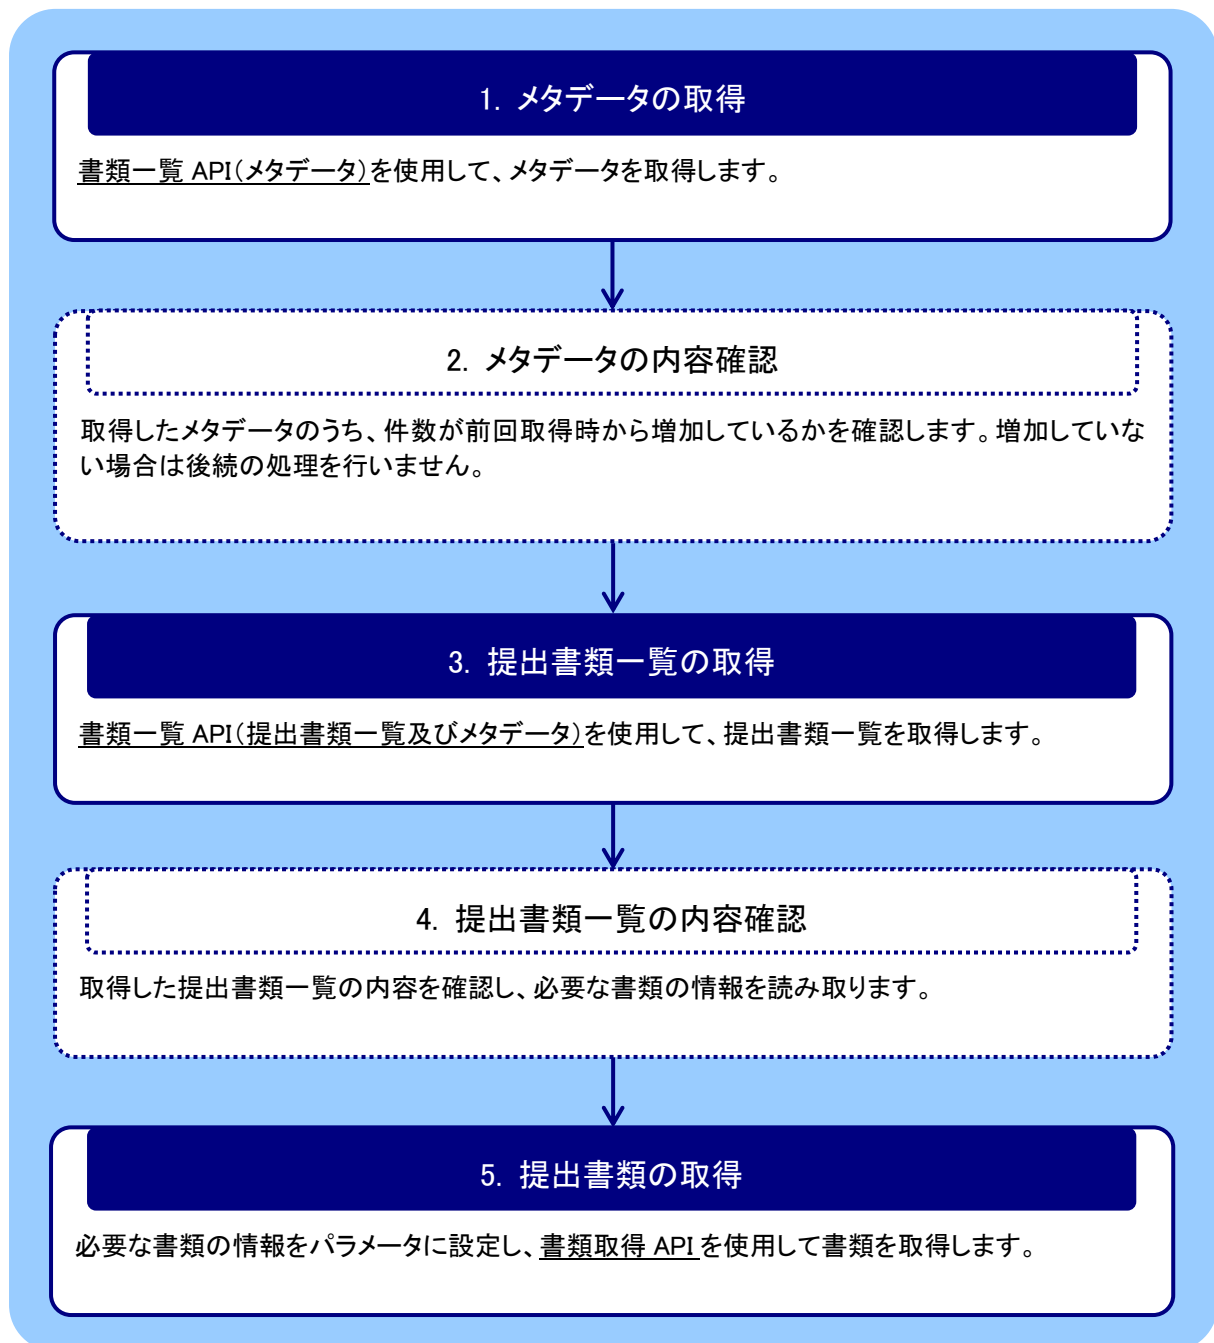 1. メタデータの取得
書類一覧 API(メタデータ)を使用して、メタデータを取得します。
2. メタデータの内容確認
取得したメタデータのうち、件数が前回取得時から増加しているかを確認します。増加していな
い場合は後続の処理を行いません。
3. 提出書類一覧の取得
書類一覧 API(提出書類一覧及びメタデータ)を使用して、提出書類一覧を取得します。
4. 提出書類一覧の内容確認
取得した提出書類一覧の内容を確認し、必要な書類の情報を読み取ります。
5. 提出書類の取得
必要な書類の情報をパラメータに設定し、書類取得 API を使用して書類を取得します。